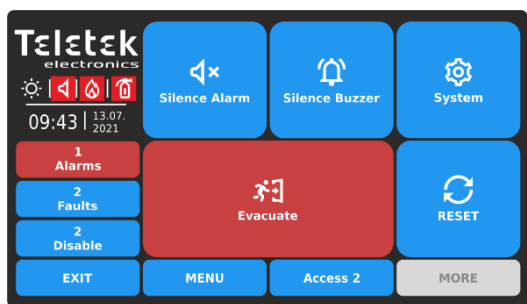 Teletek
electronics
09:43
13.07.
2021
Silence Alarm
Silence Buzzer
System
1
Alarms
2
Faults
2
Disable
Evacuate
RESET
EXIT
MENU
Access 2
MORE